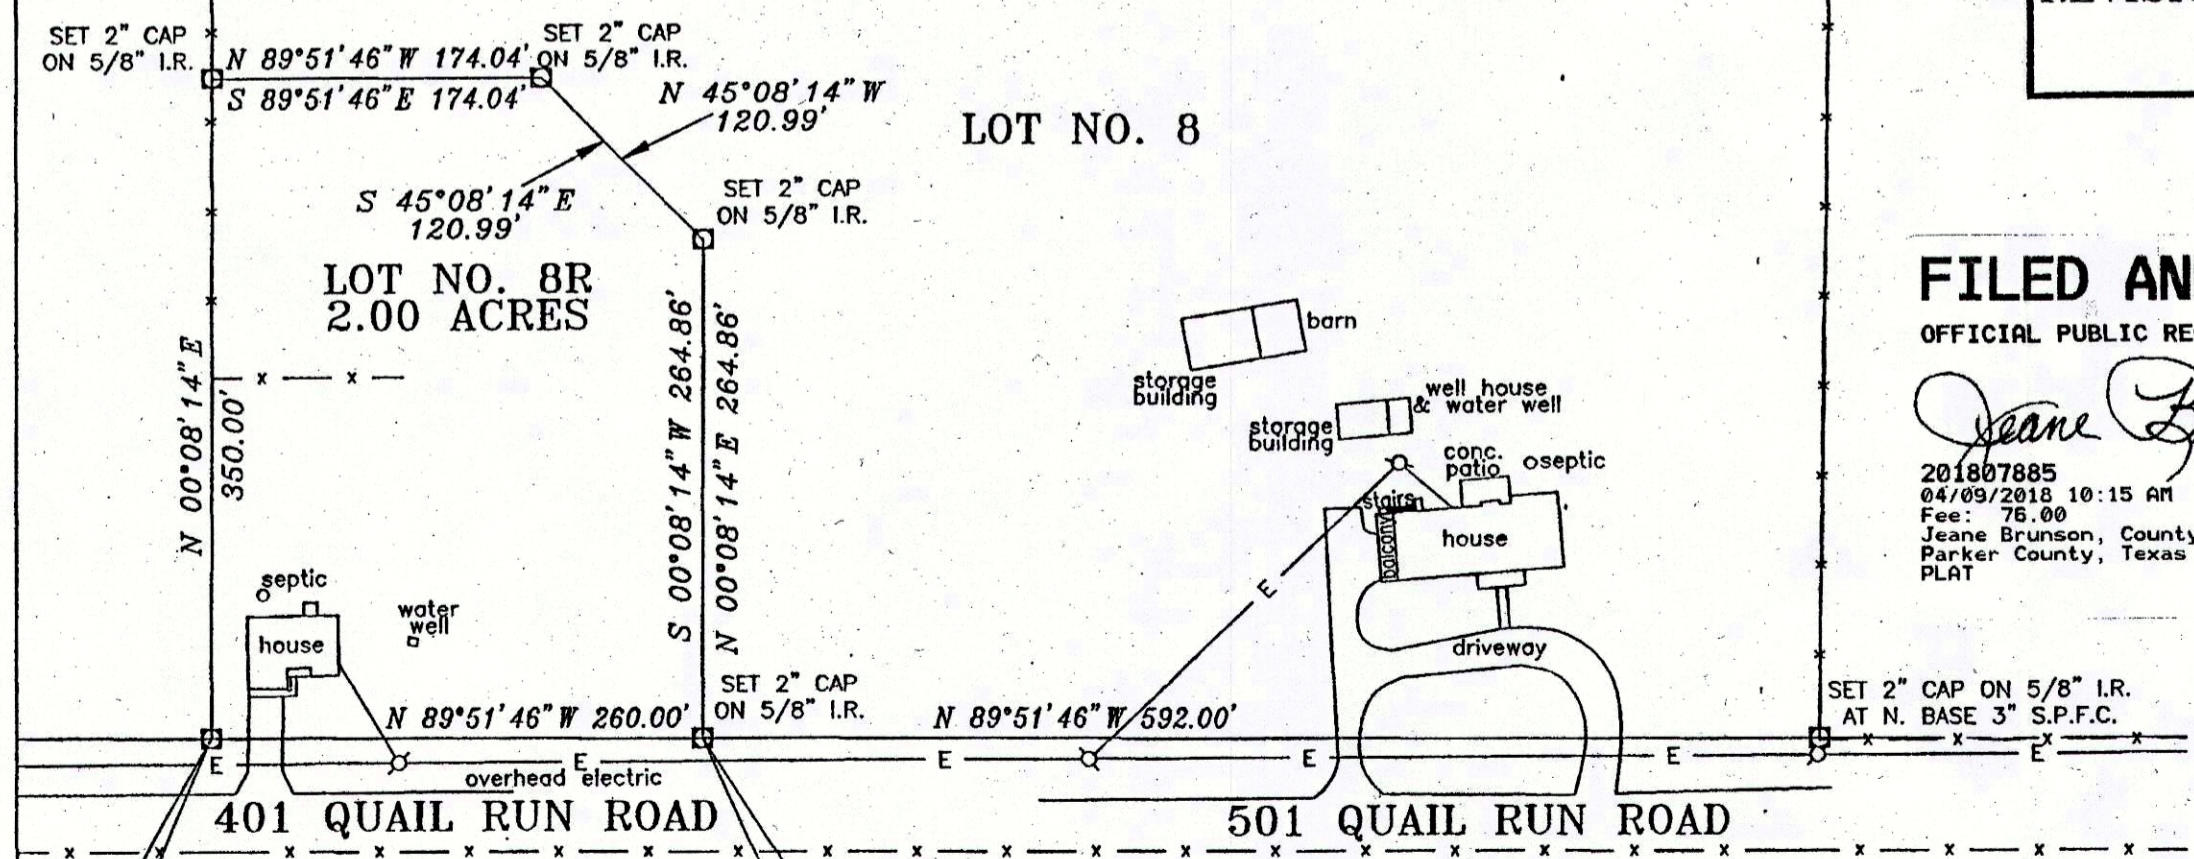 SET 2" CAP
ON 5/8" I.R.
N 89°51'46"W 174.04'
S 89°51'46"E 174.04'
SET 2" CAP
ON 5/8" I.R.
N 45°08'14"W
120.99'
S 45°08'14"E
120.99'
LOT NO. 8
SET 2" CAP
ON 5/8" I.R.
LOT NO. 8R
2.00 ACRES
N 00°08'14"E
350.00'
S 00°08'14"W 264.86'
N 00°08'14"E 264.86'
barn
storage
building
well house
& water well
storage
building
conc.
patio
septic
stairs
balcony
house
driveway
E
septic
water
well
house
N 89°51'46"W 260.00'
SET 2" CAP
ON 5/8" I.R.
N 89°51'46"W 592.00'
SET 2" CAP ON 5/8" I.R.
AT N. BASE 3" S.P.F.C.
E E E E E E
overhead electric
401 QUAIL RUN ROAD
501 QUAIL RUN ROAD
FILED AN
OFFICIAL PUBLIC RE
Jeane
201807885
04/09/2018 10:15 AM
Fee: 76.00
Jeane Brunson, County
Parker County, Texas
PLAT